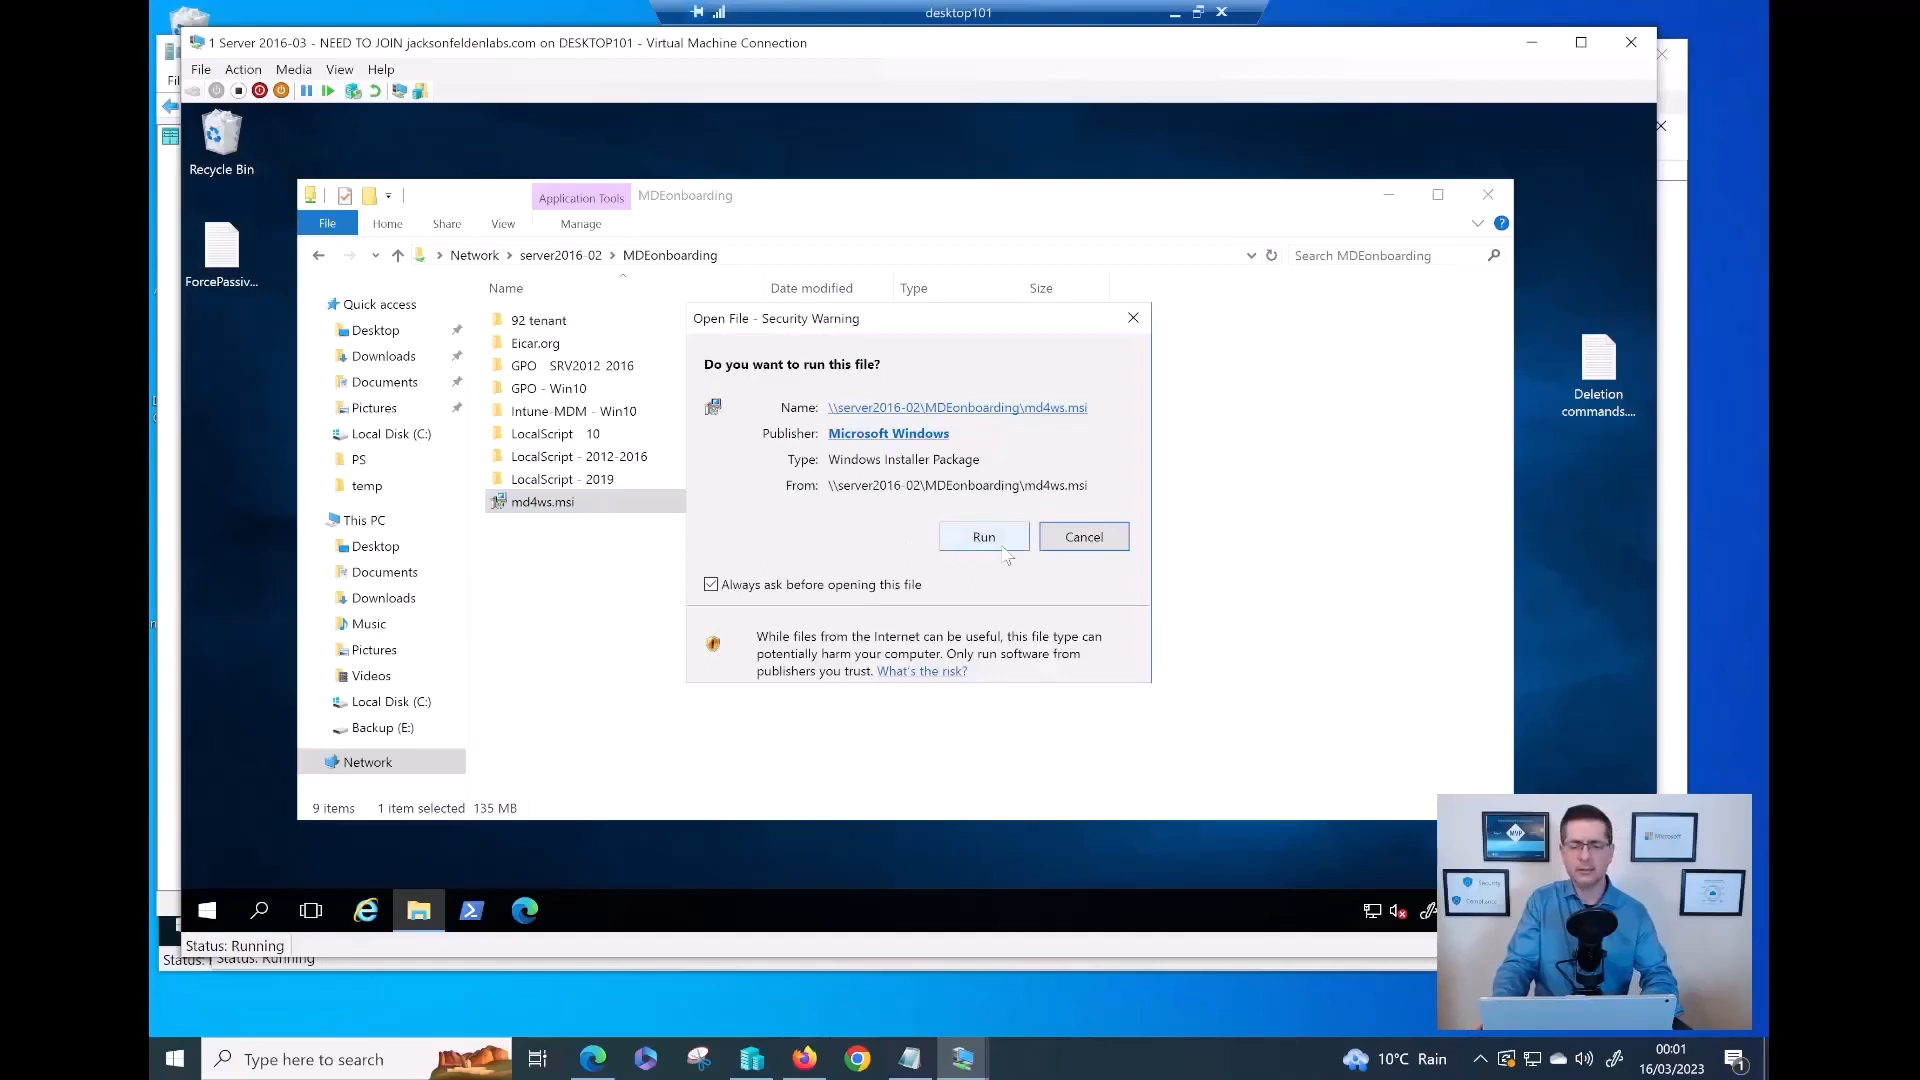 desktop101
1 Server 2016-03 - NEED TO JOIN jacksonfeldenlabs.com on DESKTOP101 - Virtual Machine Connection
File Action Media View Help
Recycle Bin
ForcePassiv...
Application Tools
MDEonboarding
File Home Share View Manage
Network server2016-02 MDEonboarding
Search MDEonboarding
Name Date modified Type Size
Quick access
Desktop
Downloads
Documents
Pictures
Local Disk (C:)
PS
temp
This PC
Desktop
Documents
Downloads
Music
Pictures
Videos
Local Disk (C:)
Backup (E:)
Network
92 tenant
Eicar.org
GPO SRV2012 2016
GPO - Win10
Intune-MDM - Win10
LocalScript 10
LocalScript - 2012-2016
LocalScript - 2019
md4ws.msi
Open File - Security Warning
Do you want to run this file?
Name: \\server2016-02\MDEonboarding\md4ws.msi
Publisher: Microsoft Windows
Type: Windows Installer Package
From: \\server2016-02\MDEonboarding\md4ws.msi
Run Cancel
Always ask before opening this file
While files from the Internet can be useful, this file type can
potentially harm your computer. Only run software from
publishers you trust. What's the risk?
Deletion
commands....
9 items 1 item selected 135 MB
MVP
Microsoft
Security
Compliance
Status: Running
Status: Running
Type here to search
10°C Rain
00:01
16/03/2023
1